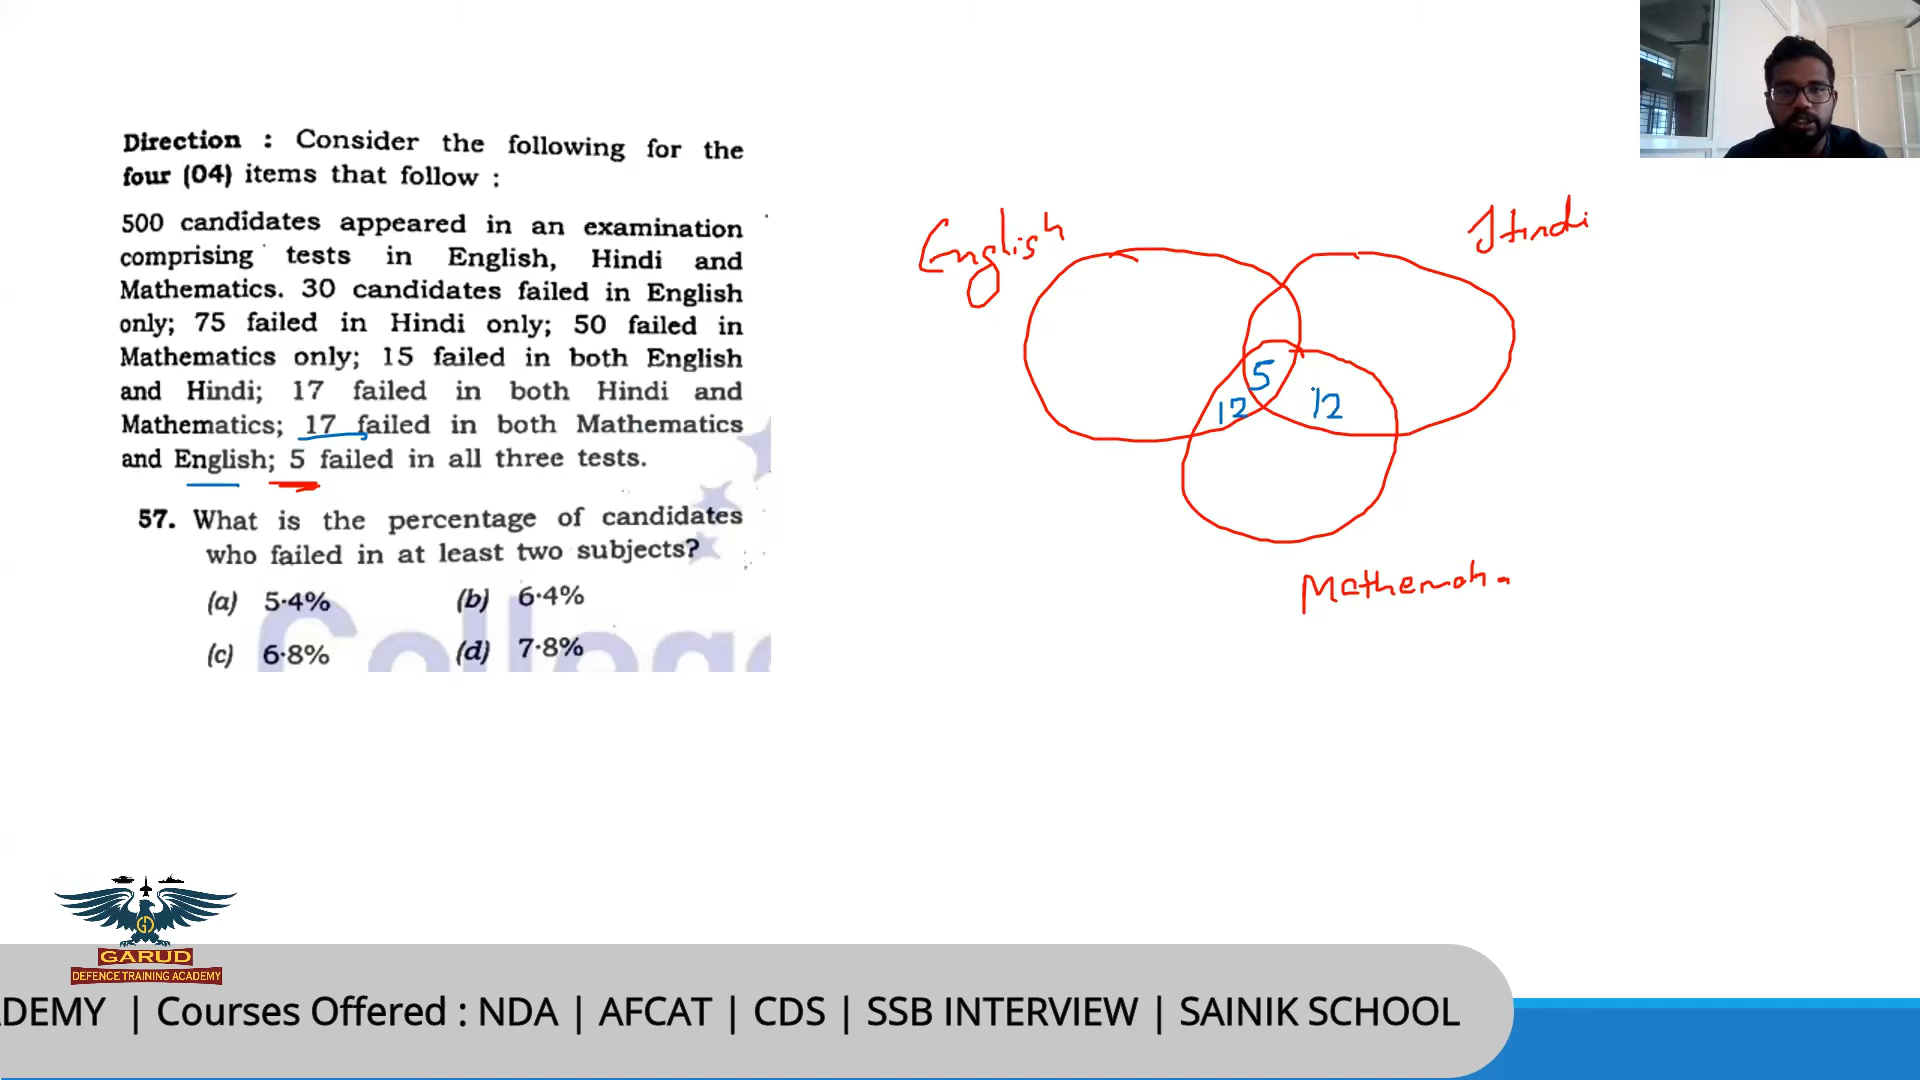 Direction : Consider the following for the
four (04) items that follow :
500 candidates appeared in an examination
comprising tests in English, Hindi and
Mathematics. 30 candidates failed in English
only; 75 failed in Hindi only; 50 failed in
Mathematics only; 15 failed in both English
and Hindi; 17 failed in both Hindi and
Mathematics; 17 failed in both Mathematics
and English; 5 failed in all three tests.
57. What is the percentage of candidates
who failed in at least two subjects?
(a) 5·4% (b) 6·4%
(c) 6·8% (d) 7·8%
English
Hindi
5
12 12
GARUD
DEFENCE TRAINING ACADEMY
ADEMY | Courses Offered : NDA | AFCAT | CDS | SSB INTERVIEW | SAINIK SCHOOL